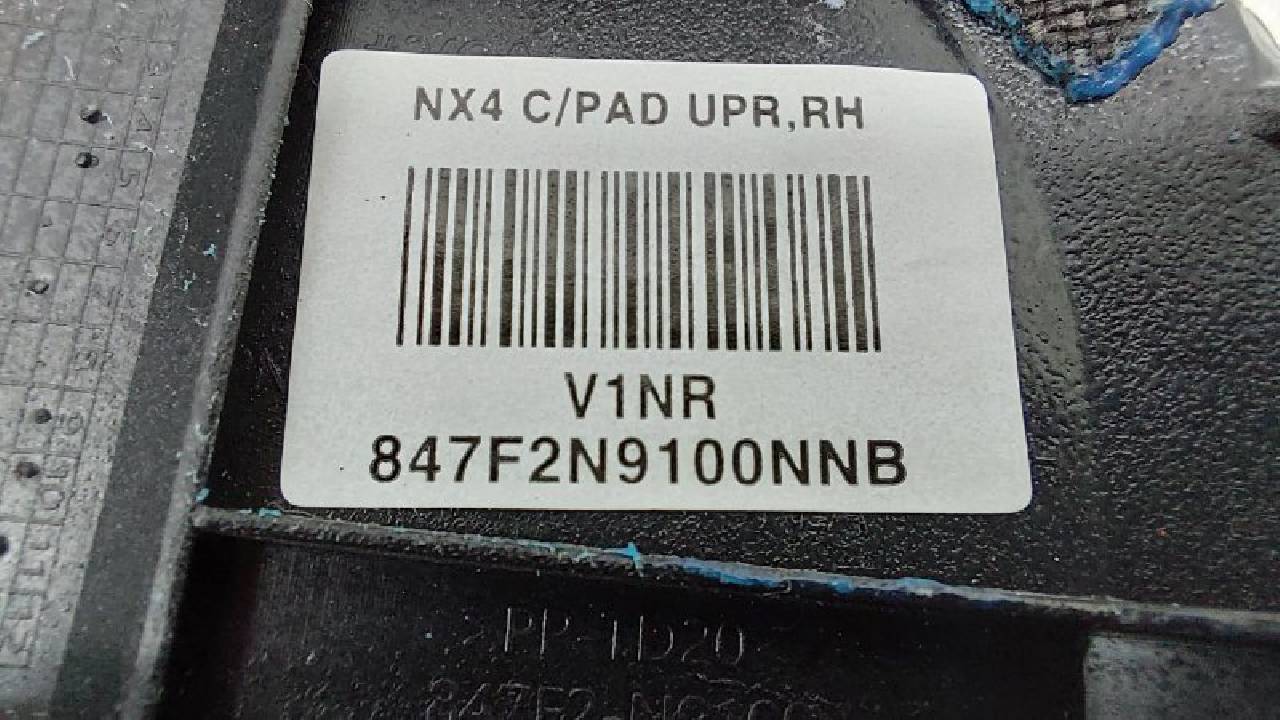 NX4 C/PAD UPR,RH
V1NR
847F2N9100NNB
>PP-TD20